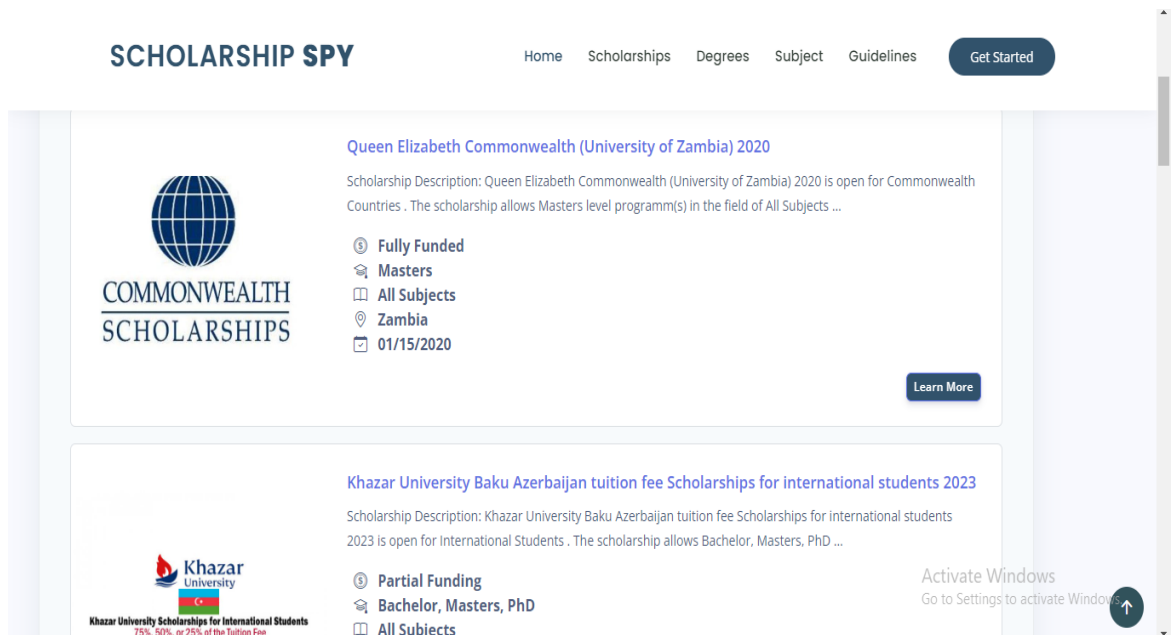 SCHOLARSHIP SPY
Home Scholarships Degrees Subject Guidelines Get Started
Queen Elizabeth Commonwealth (University of Zambia) 2020
Scholarship Description: Queen Elizabeth Commonwealth (University of Zambia) 2020 is open for Commonwealth
Countries . The scholarship allows Masters level programm(s) in the field of All Subjects ...
Fully Funded
Masters
All Subjects
Zambia
01/15/2020
COMMONWEALTH
SCHOLARSHIPS
Learn More
Khazar University Baku Azerbaijan tuition fee Scholarships for international students 2023
Scholarship Description: Khazar University Baku Azerbaijan tuition fee Scholarships for international students
2023 is open for International Students . The scholarship allows Bachelor, Masters, PhD ...
Partial Funding
Bachelor, Masters, PhD
All Subjects
Khazar
University
Khazar University Scholarships for International Students
75%, 50%, or 25% of the Tuition Fee
Activate Windows
Go to Settings to activate Windows.